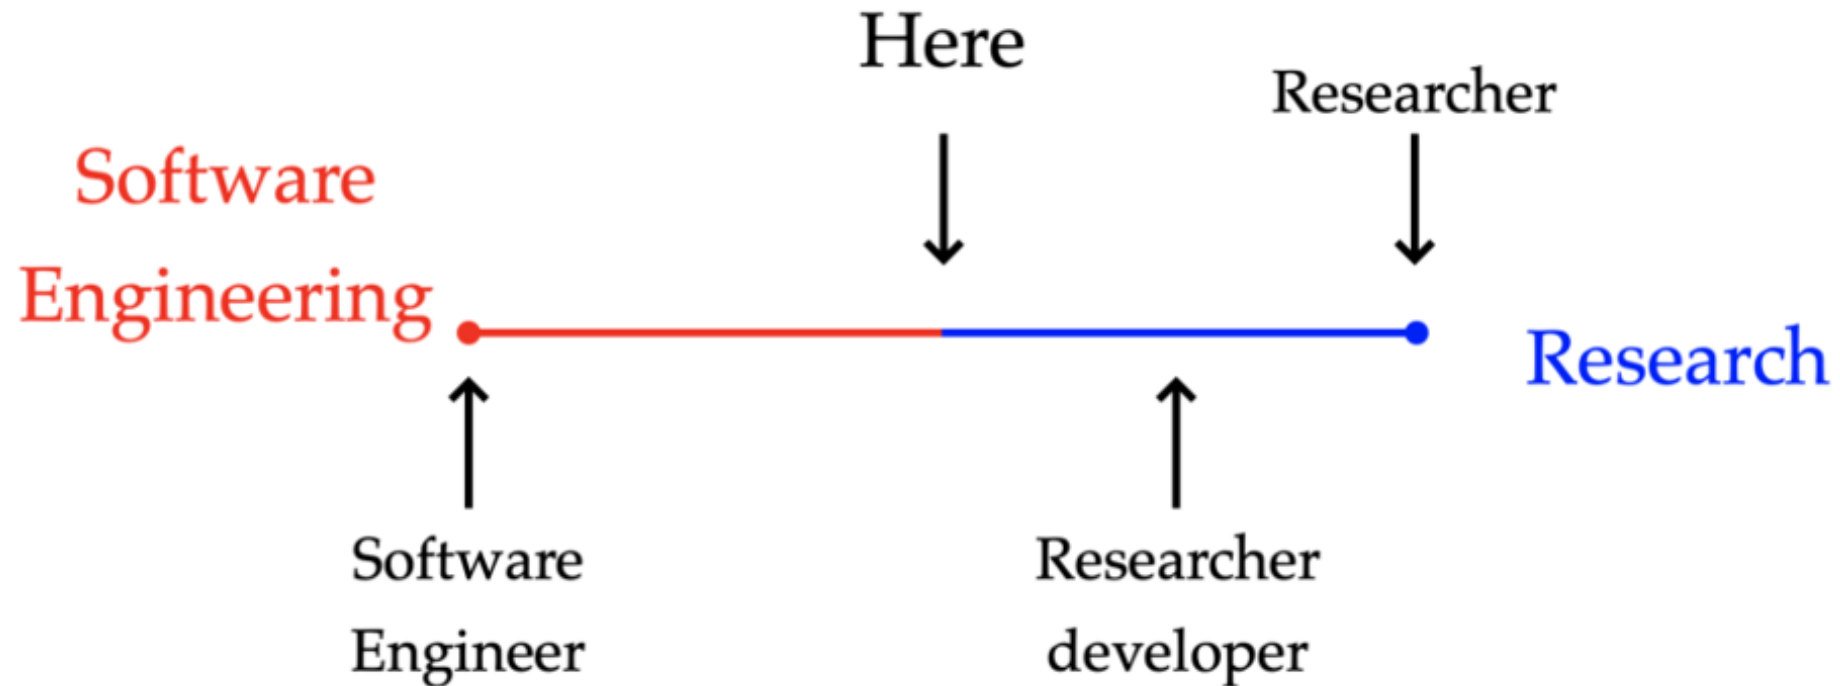 Here
Researcher
Software
Engineering
Research
Software
Engineer
Researcher
developer